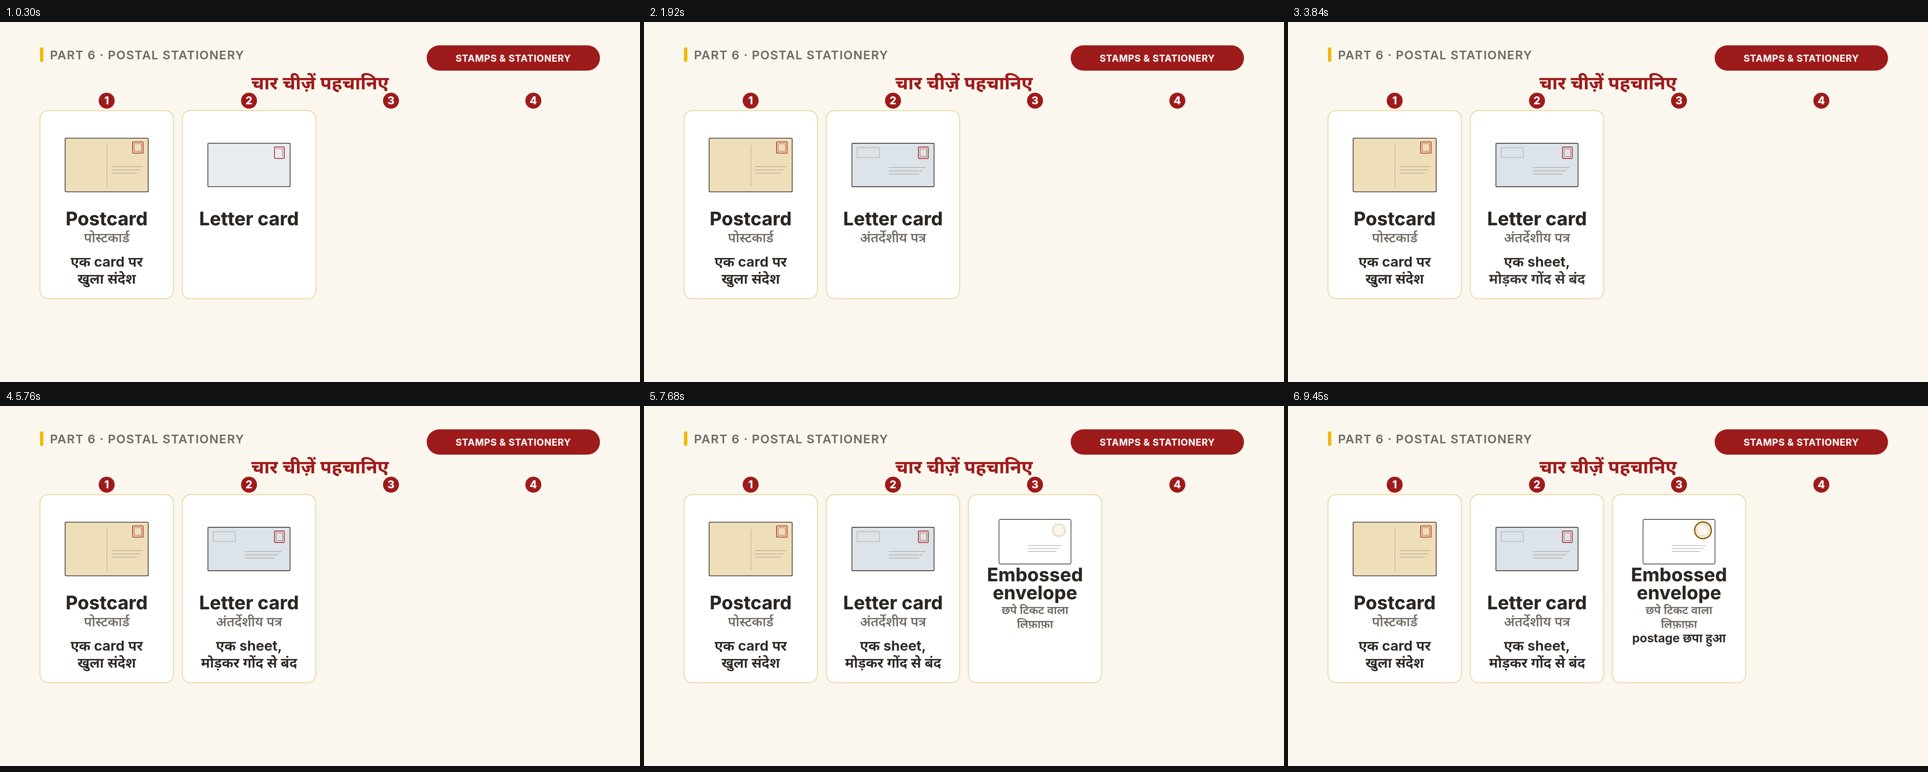 1. 0.30s
PART 6 · POSTAL STATIONERY
STAMPS & STATIONERY
चार चीज़ें पहचानिए
1 2 3 4
Postcard
पोस्टकार्ड
एक card पर
खुला संदेश
Letter card
2. 1.92s
PART 6 · POSTAL STATIONERY
STAMPS & STATIONERY
चार चीज़ें पहचानिए
1 2 3 4
Postcard
पोस्टकार्ड
एक card पर
खुला संदेश
Letter card
अंतर्देशीय पत्र
3. 3.84s
PART 6 · POSTAL STATIONERY
STAMPS & STATIONERY
चार चीज़ें पहचानिए
1 2 3 4
Postcard
पोस्टकार्ड
एक card पर
खुला संदेश
Letter card
अंतर्देशीय पत्र
एक sheet,
मोड़कर गोंद से बंद
4. 5.76s
PART 6 · POSTAL STATIONERY
STAMPS & STATIONERY
चार चीज़ें पहचानिए
1 2 3 4
Postcard
पोस्टकार्ड
एक card पर
खुला संदेश
Letter card
अंतर्देशीय पत्र
एक sheet,
मोड़कर गोंद से बंद
5. 7.68s
PART 6 · POSTAL STATIONERY
STAMPS & STATIONERY
चार चीज़ें पहचानिए
1 2 3 4
Postcard
पोस्टकार्ड
एक card पर
खुला संदेश
Letter card
अंतर्देशीय पत्र
एक sheet,
मोड़कर गोंद से बंद
Embossed
envelope
छपे टिकट वाला
लिफ़ाफ़ा
6. 9.45s
PART 6 · POSTAL STATIONERY
STAMPS & STATIONERY
चार चीज़ें पहचानिए
1 2 3 4
Postcard
पोस्टकार्ड
एक card पर
खुला संदेश
Letter card
अंतर्देशीय पत्र
एक sheet,
मोड़कर गोंद से बंद
Embossed
envelope
छपे टिकट वाला
लिफ़ाफ़ा
postage छपा हुआ